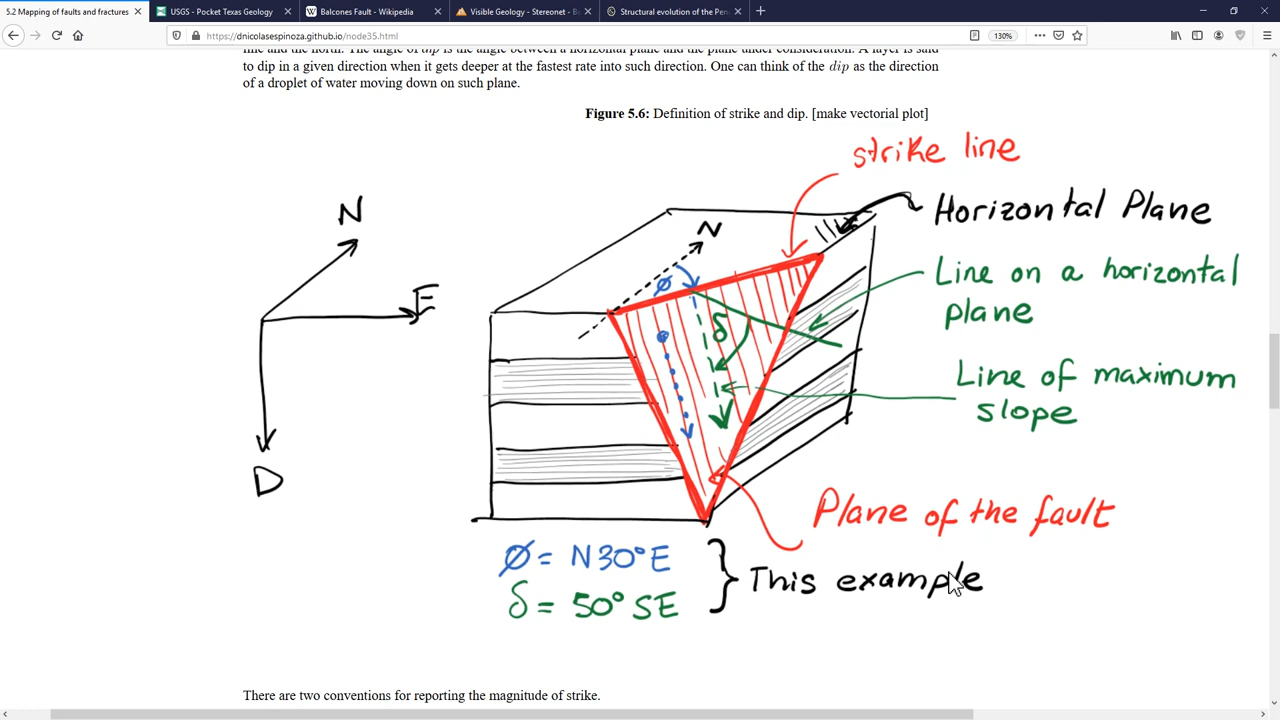 5.2 Mapping of faults and fractures
USGS - Pocket Texas Geology
Balcones Fault - Wikipedia
Visible Geology - Stereonet - B
Structural evolution of the Pen
https://dnicolasespinoza.github.io/node35.html
130%
line and the north. The angle of dip is the angle between a horizontal plane and the plane under consideration. A layer is said
to dip in a given direction when it gets deeper at the fastest rate into such direction. One can think of the dip as the direction
of a droplet of water moving down on such plane.
Figure 5.6: Definition of strike and dip. [make vectorial plot]
strike line
N
N
Horizontal Plane
E
D
ϕ
δ
Line on a horizontal
plane
Line of maximum
slope
Plane of the fault
ϕ = N30°E
δ = 50° SE
This example
There are two conventions for reporting the magnitude of strike.